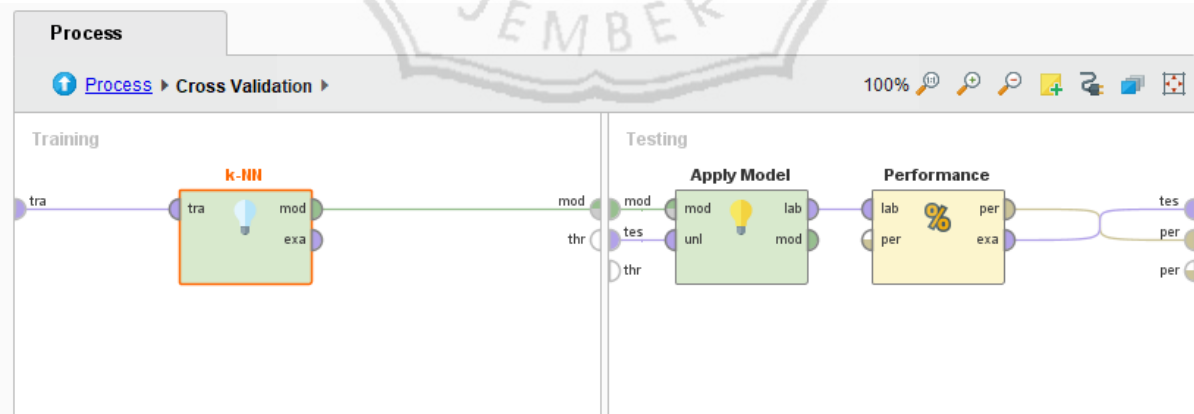 JEMBER
Process
Process Cross Validation
100%
Training
Testing
k-NN
Apply Model
Performance
tra
tra
mod
mod
mod
mod
lab
lab
per
tes
exa
thr
tes
unl
mod
per
exa
per
thr
per